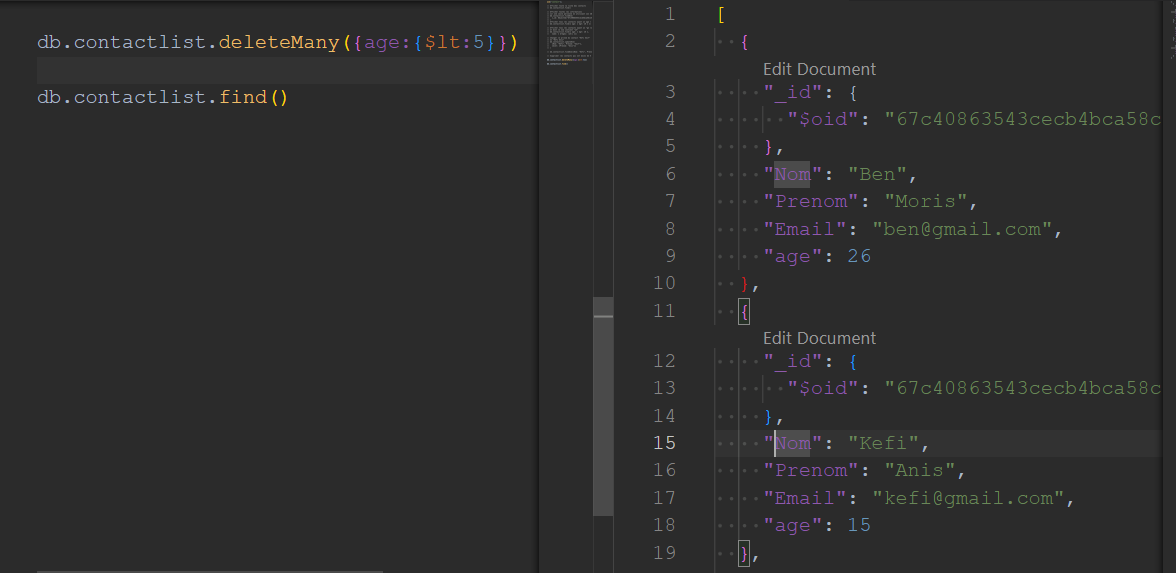 db.contactlist.deleteMany({age:{$lt:5}})
db.contactlist.find()
1 [
2 {
Edit Document
3 "_id": {
4 "$oid": "67c40863543cecb4bca58c
5 },
6 "Nom": "Ben",
7 "Prenom": "Moris",
8 "Email": "ben@gmail.com",
9 "age": 26
10 },
11 {
Edit Document
12 "_id": {
13 "$oid": "67c40863543cecb4bca58c
14 },
15 "Nom": "Kefi",
16 "Prenom": "Anis",
17 "Email": "kefi@gmail.com",
18 "age": 15
19 },